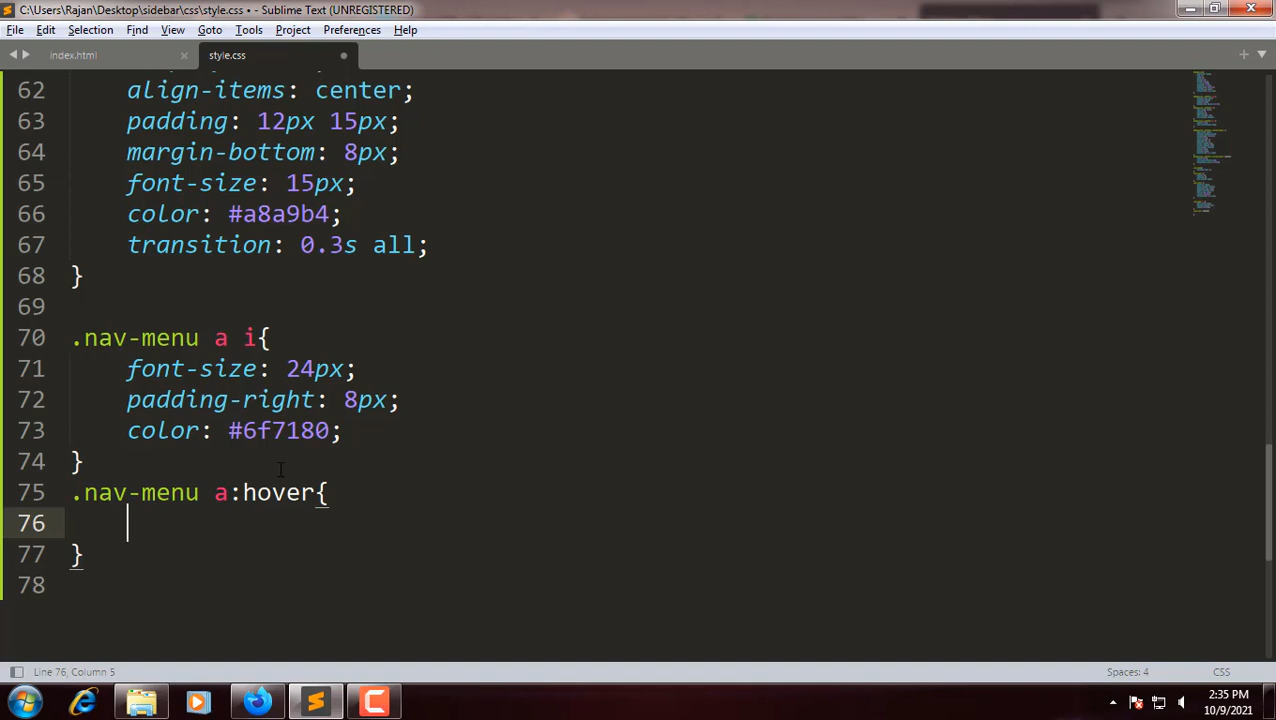 C:\Users\Rajan\Desktop\sidebar\css\style.css • - Sublime Text (UNREGISTERED)
File Edit Selection Find View Goto Tools Project Preferences Help
index.html style.css
62 align-items: center;
63 padding: 12px 15px;
64 margin-bottom: 8px;
65 font-size: 15px;
66 color: #a8a9b4;
67 transition: 0.3s all;
68 }
69
70 .nav-menu a i{
71 font-size: 24px;
72 padding-right: 8px;
73 color: #6f7180;
74 }
75 .nav-menu a:hover{
76
77 }
78
Line 76, Column 5 Spaces: 4 CSS
2:35 PM
10/9/2021